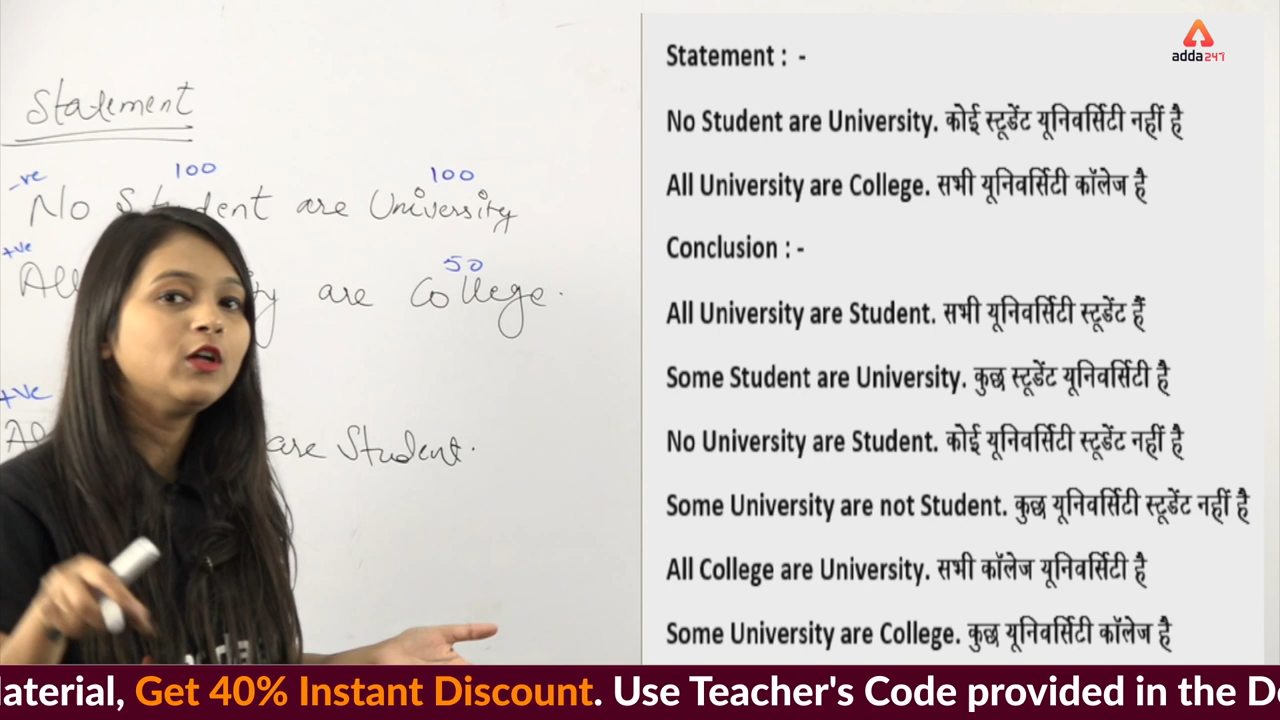 Statement
-ve 100 100
No Student are University
+ve 50
All are College.
+ve
are Student.
adda247
Statement : -
No Student are University. कोई स्टूडेंट यूनिवर्सिटी नहीं है
All University are College. सभी यूनिवर्सिटी कॉलेज है
Conclusion : -
All University are Student. सभी यूनिवर्सिटी स्टूडेंट हैं
Some Student are University. कुछ स्टूडेंट यूनिवर्सिटी है
No University are Student. कोई यूनिवर्सिटी स्टूडेंट नहीं है
Some University are not Student. कुछ यूनिवर्सिटी स्टूडेंट नहीं है
All College are University. सभी कॉलेज यूनिवर्सिटी है
Some University are College. कुछ यूनिवर्सिटी कॉलेज है
Material, Get 40% Instant Discount. Use Teacher's Code provided in the De